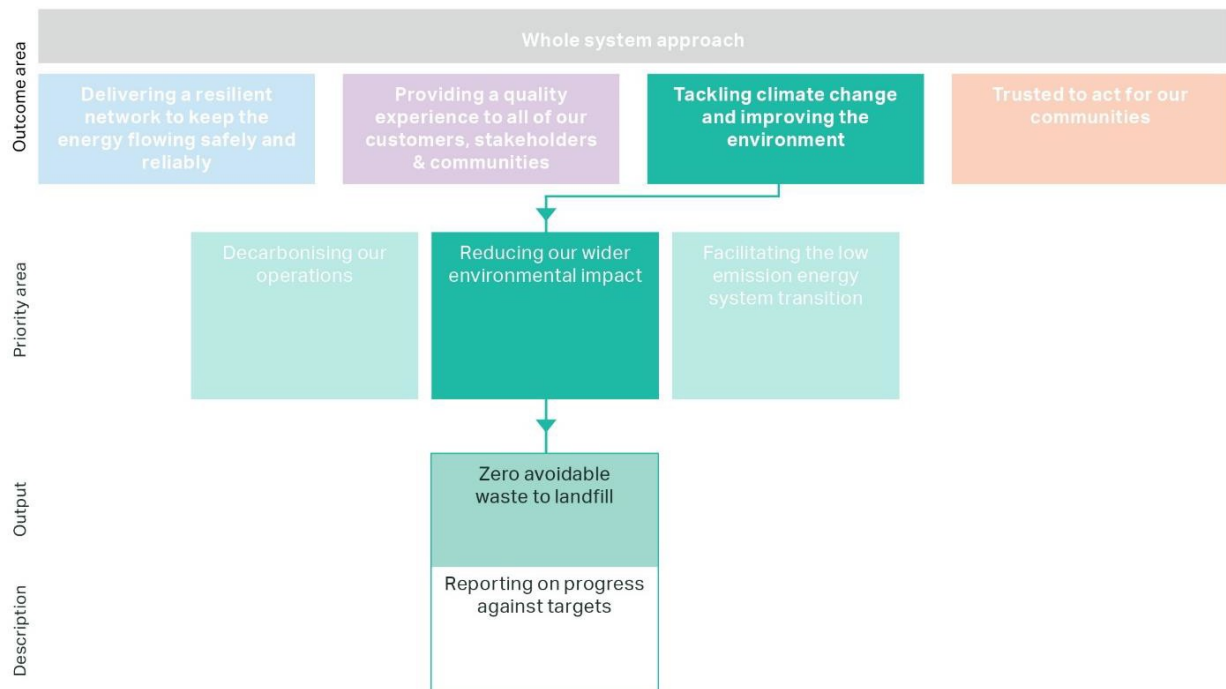 Outcome area
Whole system approach
Delivering a resilient
network to keep the
energy flowing safely and
reliably
Providing a quality
experience to all of our
customers, stakeholders
& communities
Tackling climate change
and improving the
environment
Trusted to act for our
communities
Priority area
Decarbonising our
operations
Reducing our wider
environmental impact
Facilitating the low
emission energy
system transition
Output
Zero avoidable
waste to landfill
Description
Reporting on progress
against targets